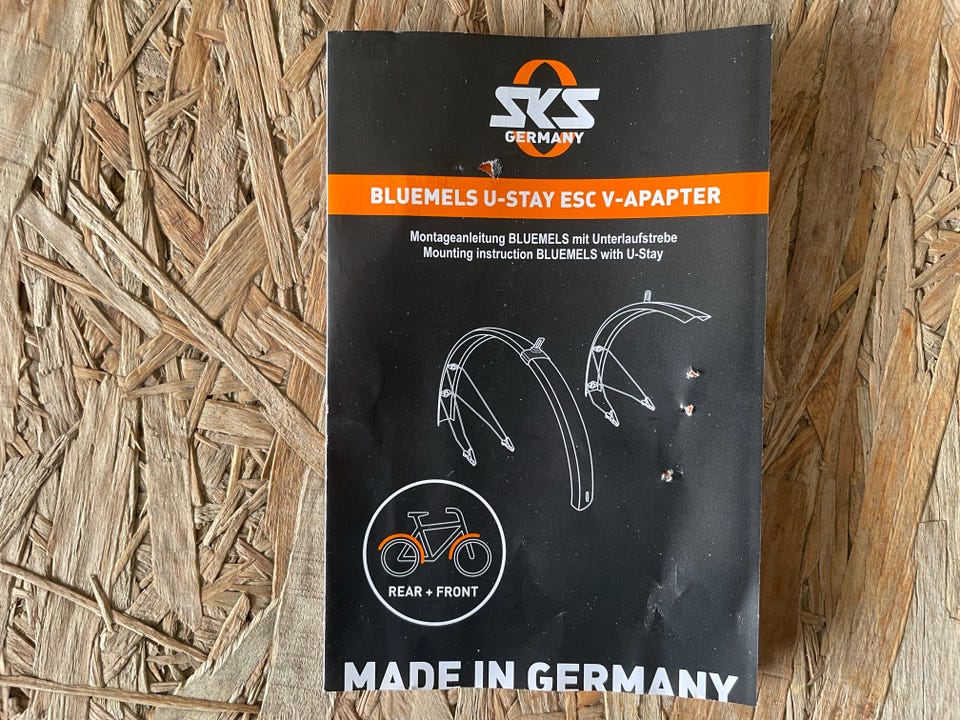 SKS
GERMANY
BLUEMELS U-STAY ESC V-APAPTER
Montageanleitung BLUEMELS mit Unterlaufstrebe
Mounting instruction BLUEMELS with U-Stay
REAR + FRONT
MADE IN GERMANY